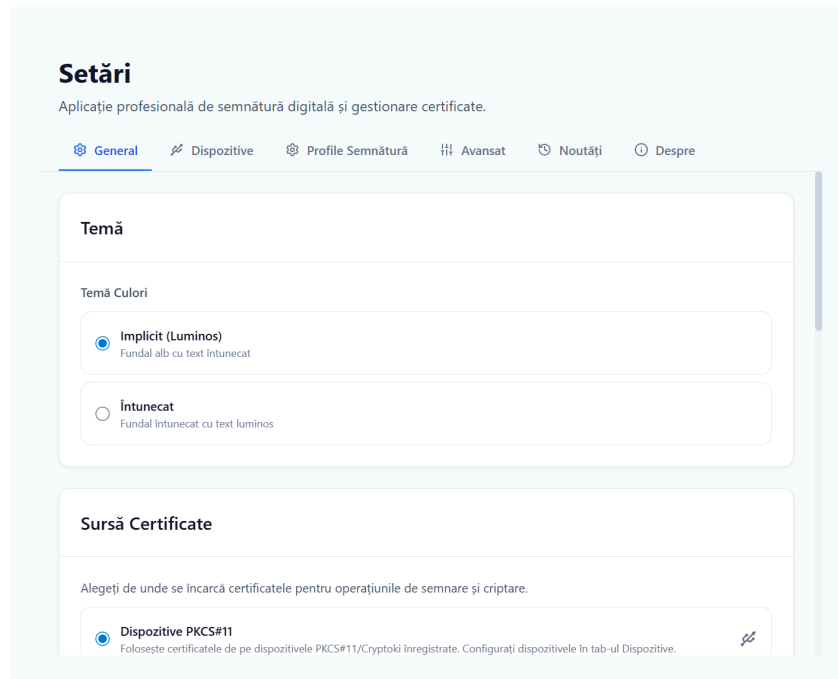 Setări
Aplicație profesională de semnătură digitală și gestionare certificate.
General Dispozitive Profile Semnătură Avansat Noutăți Despre
Temă
Temă Culori
Implicit (Luminos)
Fundal alb cu text întunecat
Întunecat
Fundal întunecat cu text luminos
Sursă Certificate
Alegeți de unde se încarcă certificatele pentru operațiunile de semnare și criptare.
Dispozitive PKCS#11
Folosește certificatele de pe dispozitivele PKCS#11/Cryptoki înregistrate. Configurați dispozitivele în tab-ul Dispozitive.